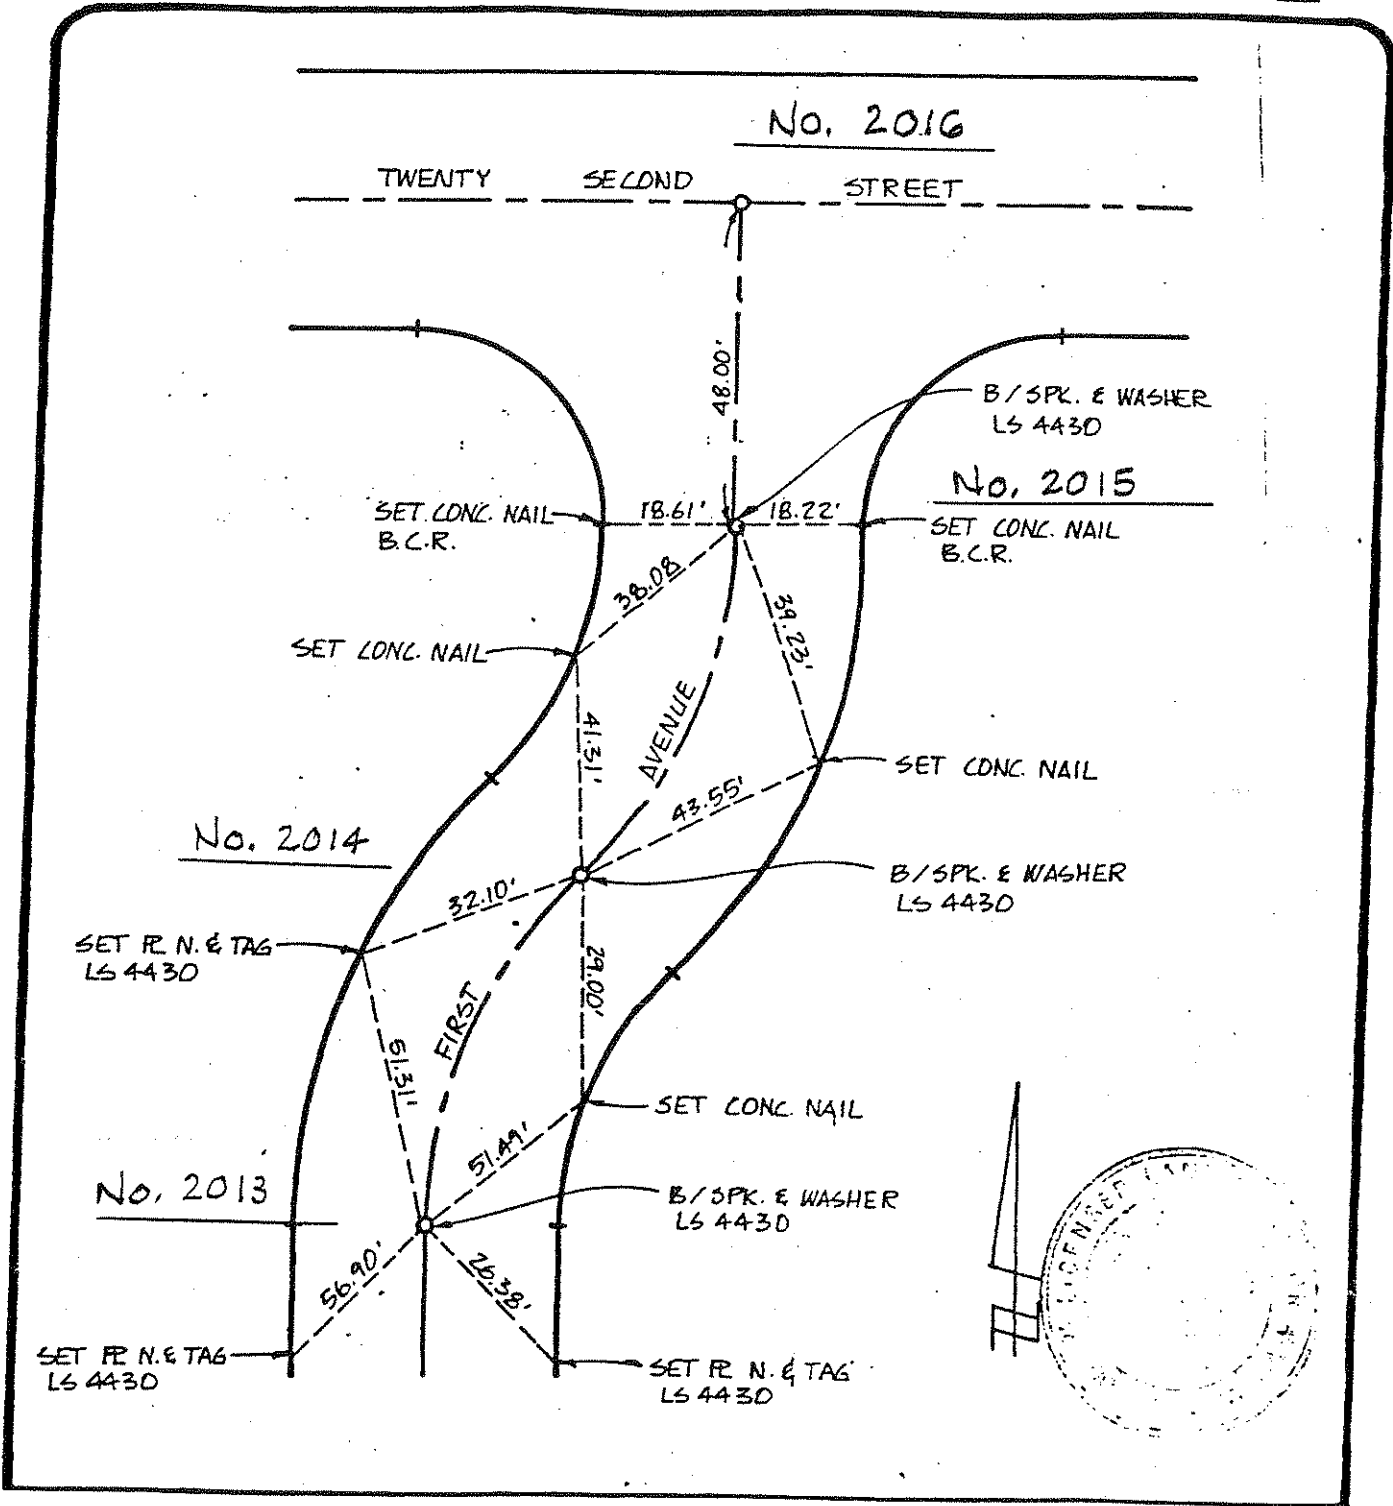 No. 2016
TWENTY SECOND STREET
48.00'
B/SPK. & WASHER
LS 4430
No. 2015
SET CONC. NAIL
B.C.R.
18.61'
18.22'
SET CONC. NAIL
B.C.R.
38.08
39.23'
SET CONC. NAIL
41.31'
AVENUE
43.55'
SET CONC. NAIL
No. 2014
32.10'
B/SPK. & WASHER
LS 4430
SET PL N. & TAG
LS 4430
29.00'
FIRST
51.31'
SET CONC. NAIL
51.49'
No. 2013
B/SPK. & WASHER
LS 4430
56.90'
26.38'
SET PL N. & TAG
LS 4430
SET PL N. & TAG
LS 4430
LICENSED